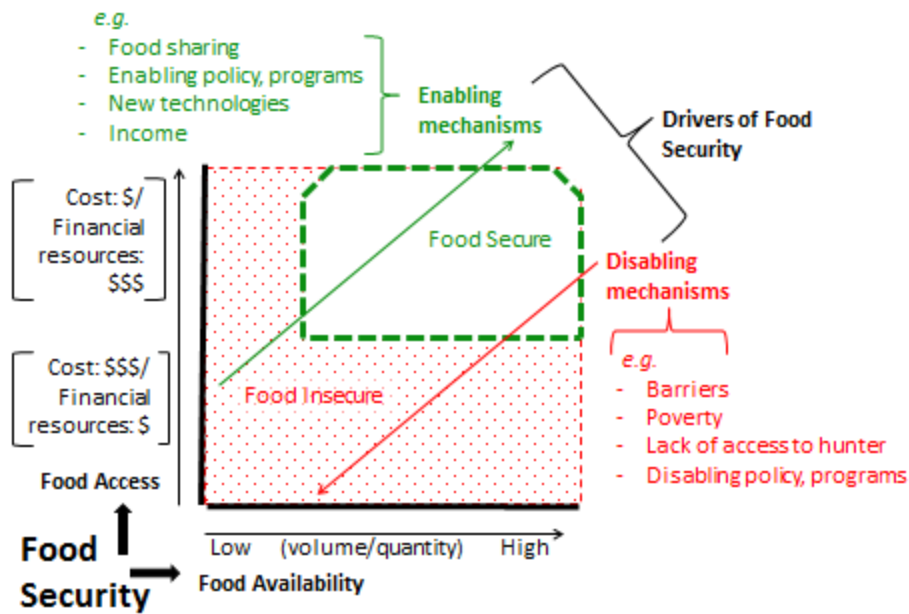 e.g.
- Food sharing
- Enabling policy, programs
- New technologies
- Income
Enabling
mechanisms
Drivers of Food
Security
Cost: $/
Financial
resources:
$$$
Food Secure
Disabling
mechanisms
e.g.
- Barriers
- Poverty
- Lack of access to hunter
- Disabling policy, programs
Cost: $$$/
Financial
resources: $
Food Insecure
Food Access
Low (volume/quantity) High
Food Availability
Food
Security